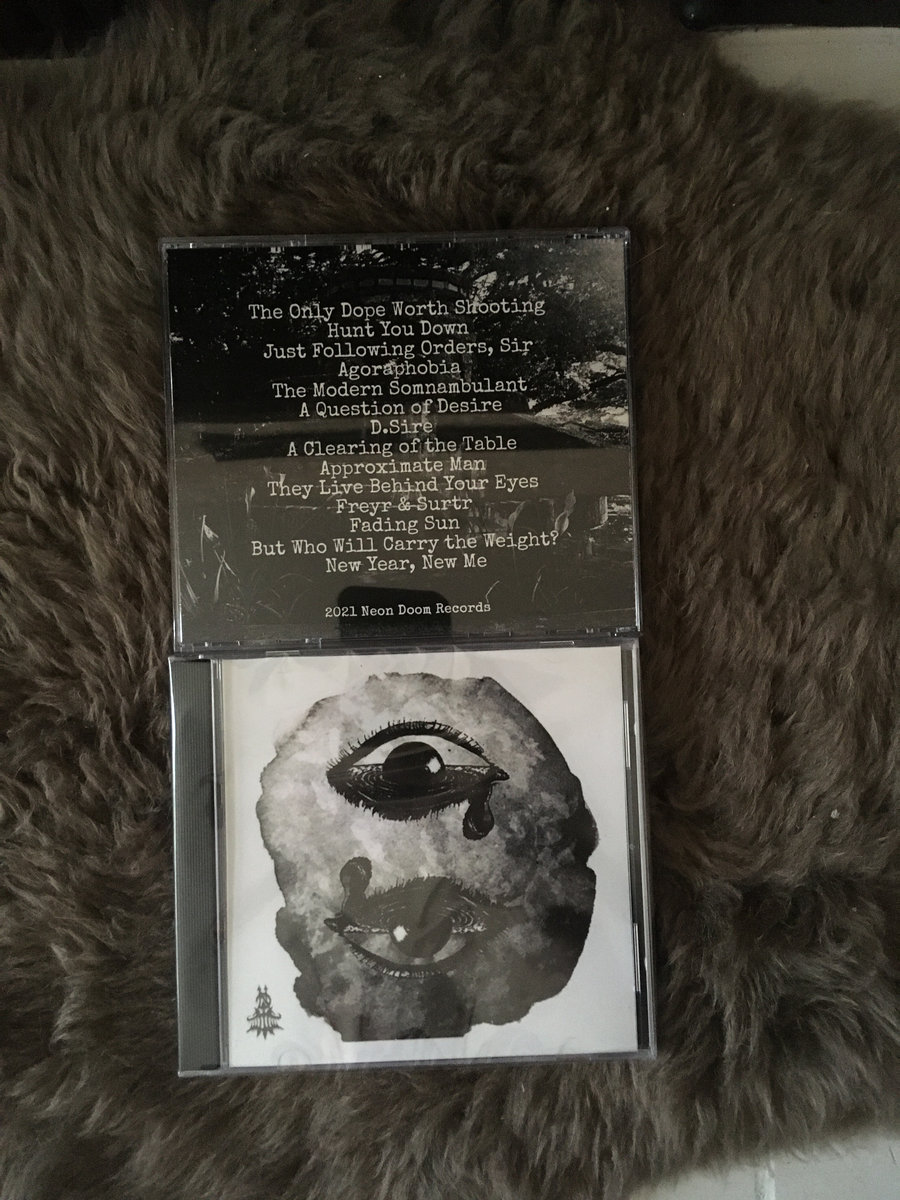 The Only Dope Worth Shooting
Hunt You Down
Just Following Orders, Sir
Agoraphobia
The Modern Somnambulant
A Question of Desire
D.Sire
A Clearing of the Table
Approximate Man
They Live Behind Your Eyes
Freyr & Surtr
Fading Sun
But Who Will Carry the Weight?
New Year, New Me
2021 Neon Doom Records